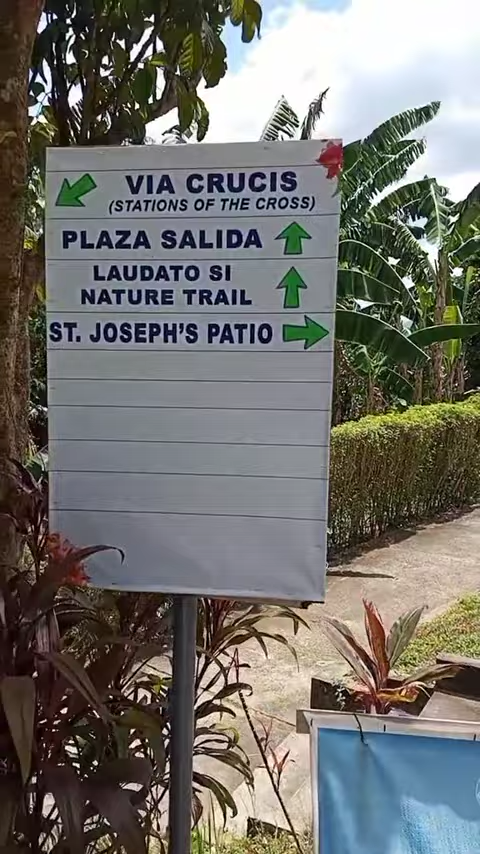 VIA CRUCIS
(STATIONS OF THE CROSS)
PLAZA SALIDA
LAUDATO SI
NATURE TRAIL
ST. JOSEPH'S PATIO